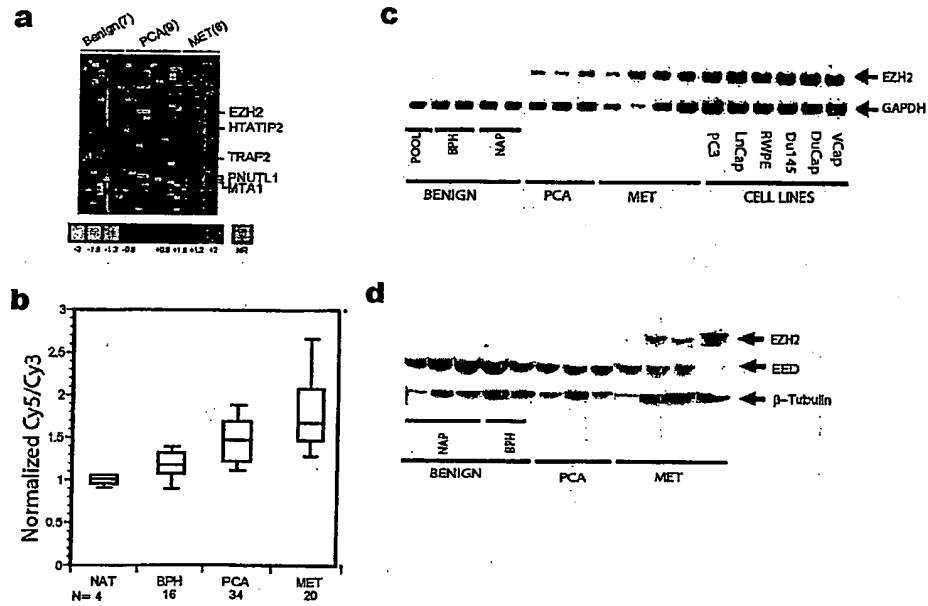 a
Benign(7) PCA(9) MET(6)
EZH2
HTATIP2
TRAF2
PNUTL1
MTA1
NR
b
Normalized Cy5/Cy3
3
2,5
2
1.5
1
0.5
0
NAT BPH PCA MET
N= 4 16 34 20
c
EZH2
GAPDH
POOL BPH NAP PC3 LnCap RWPE Du145 DuCap VCap
BENIGN PCA MET CELL LINES
d
EZH2
EED
β-Tubulin
NAP BPH
BENIGN PCA MET